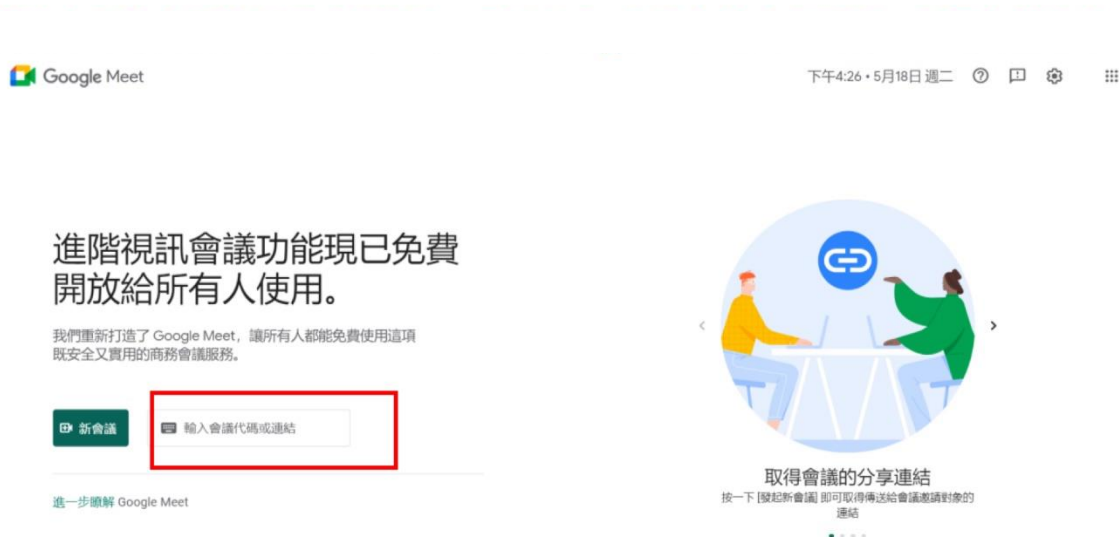 Google Meet
下午4:26 • 5月18日 週二
進階視訊會議功能現已免費
開放給所有人使用。
我們重新打造了 Google Meet，讓所有人都能免費使用這項
既安全又實用的商務會議服務。
新會議
輸入會議代碼或連結
進一步瞭解 Google Meet
取得會議的分享連結
按一下 [發起新會議] 即可取得傳送給會議邀請對象的
連結